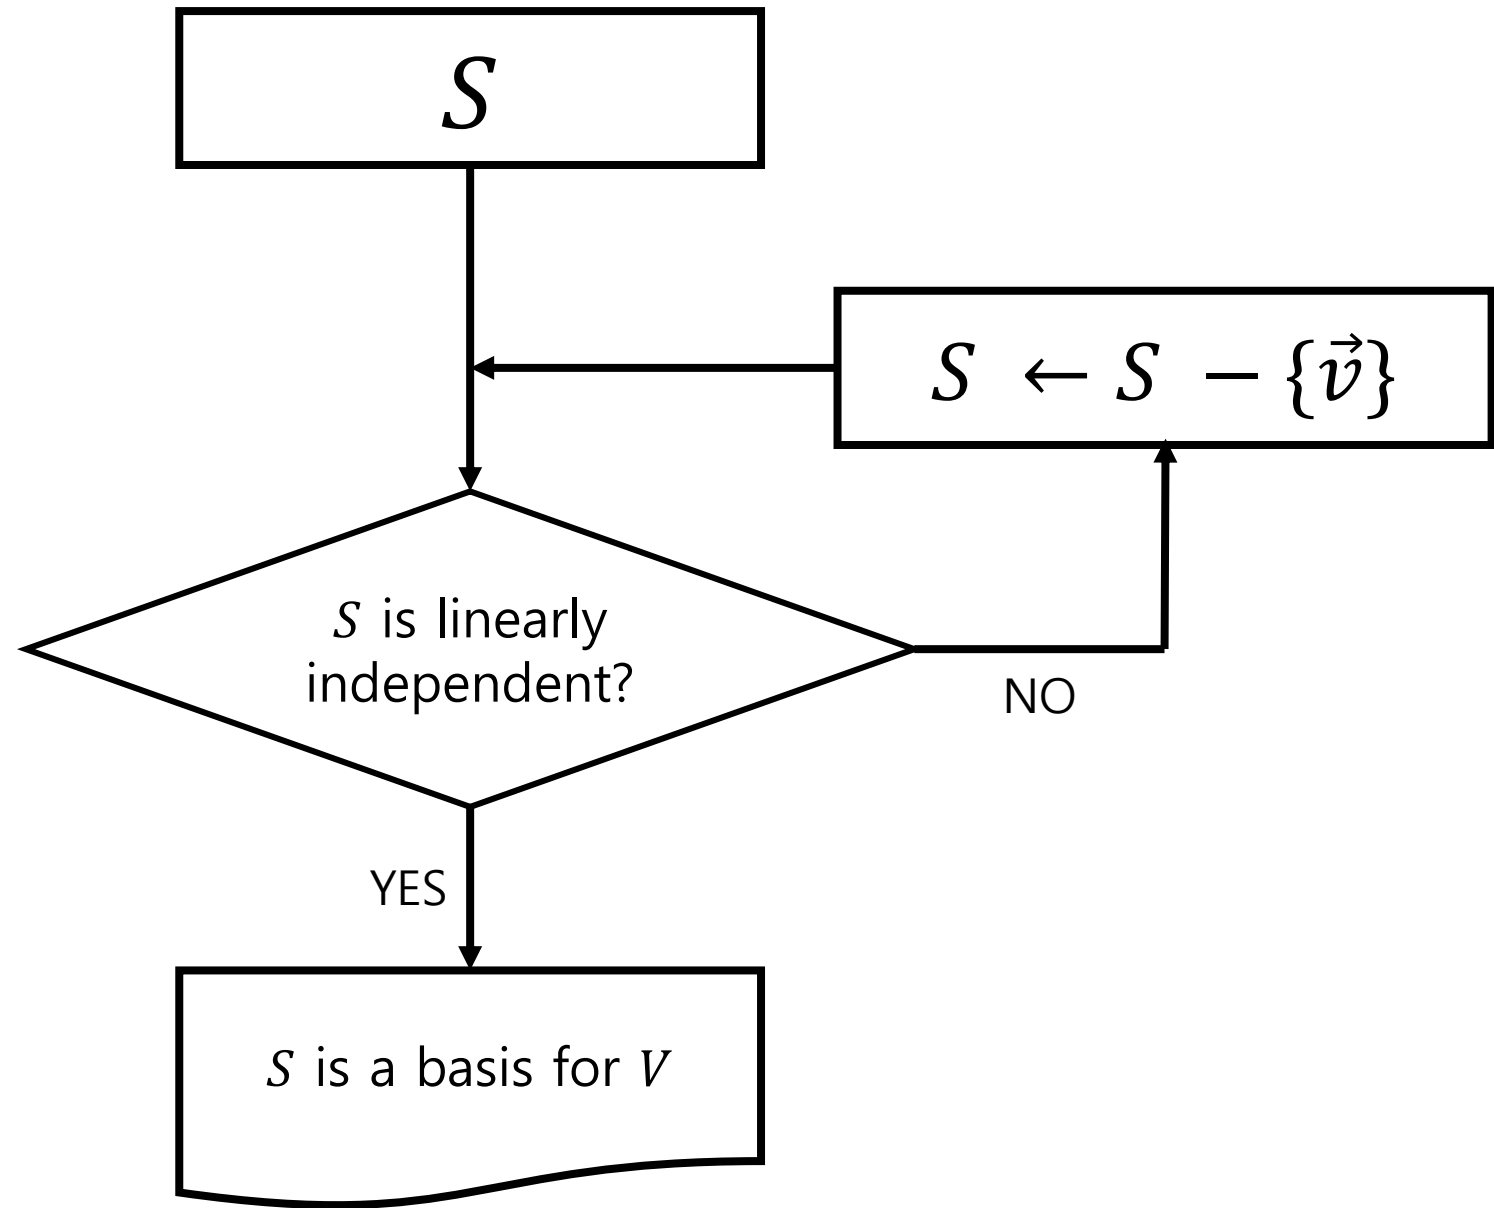 S
S ← S − {v⃗}
S is linearly
independent?
NO
YES
S is a basis for V